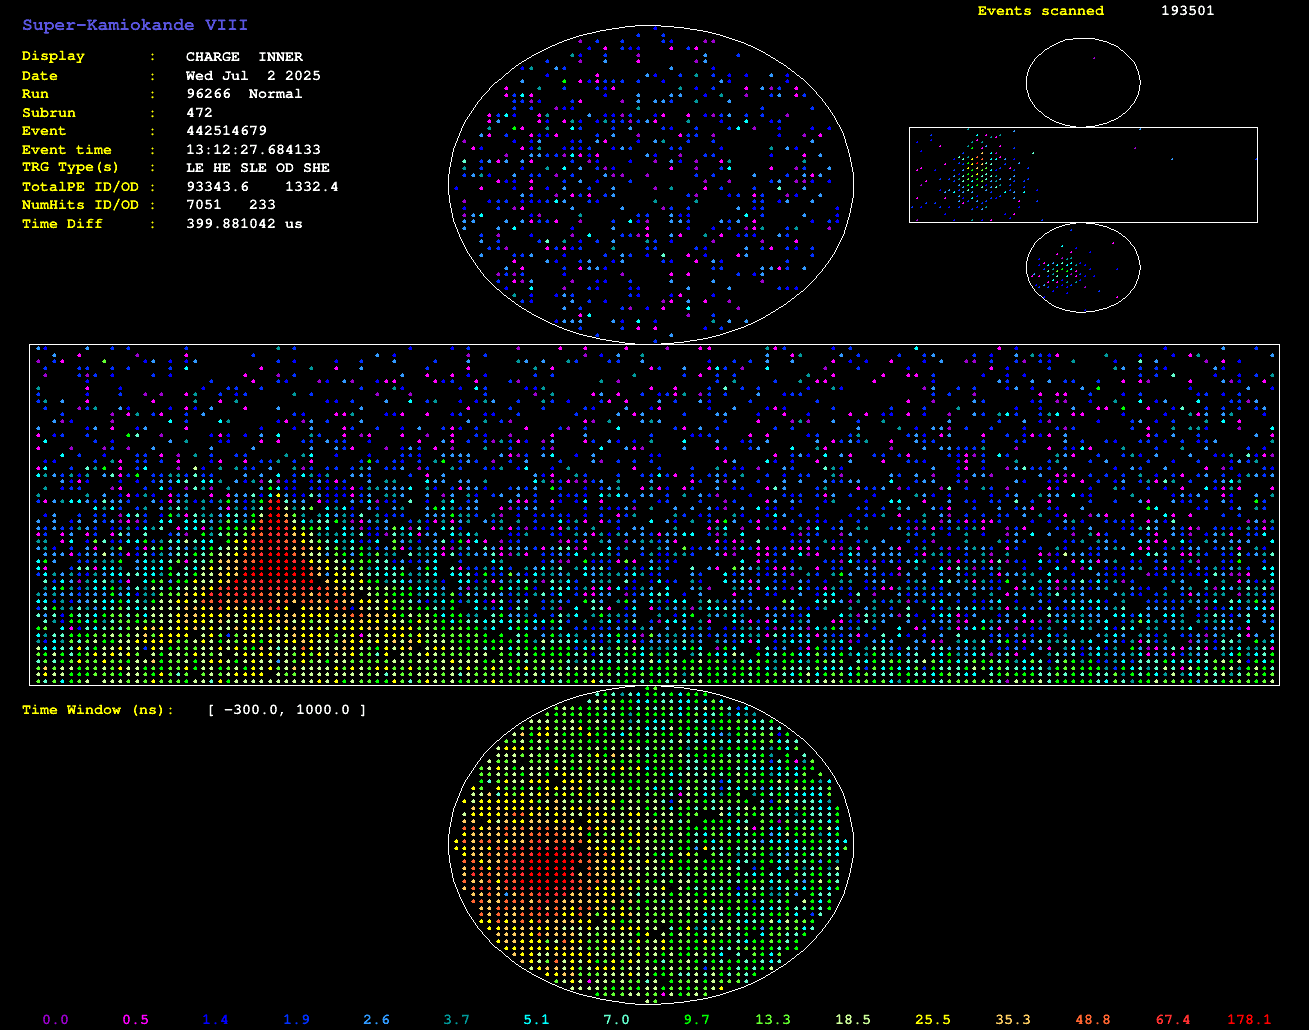 Super-Kamiokande VIII
Display : CHARGE INNER
Date : Wed Jul 2 2025
Run : 96266 Normal
Subrun : 472
Event : 442514679
Event time : 13:12:27.684133
TRG Type(s) : LE HE SLE OD SHE
TotalPE ID/OD : 93343.6 1332.4
NumHits ID/OD : 7051 233
Time Diff : 399.881042 us
Events scanned 193501
Time Window (ns): [ -300.0, 1000.0 ]
0.0 0.5 1.4 1.9 2.6 3.7 5.1 7.0 9.7 13.3 18.5 25.5 35.3 48.8 67.4 178.1